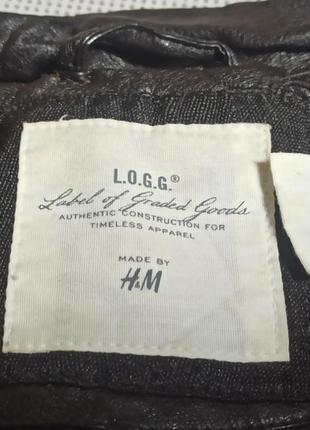 L.O.G.G.®
Label of Graded Goods
AUTHENTIC CONSTRUCTION FOR
TIMELESS APPAREL
MADE BY
H&M